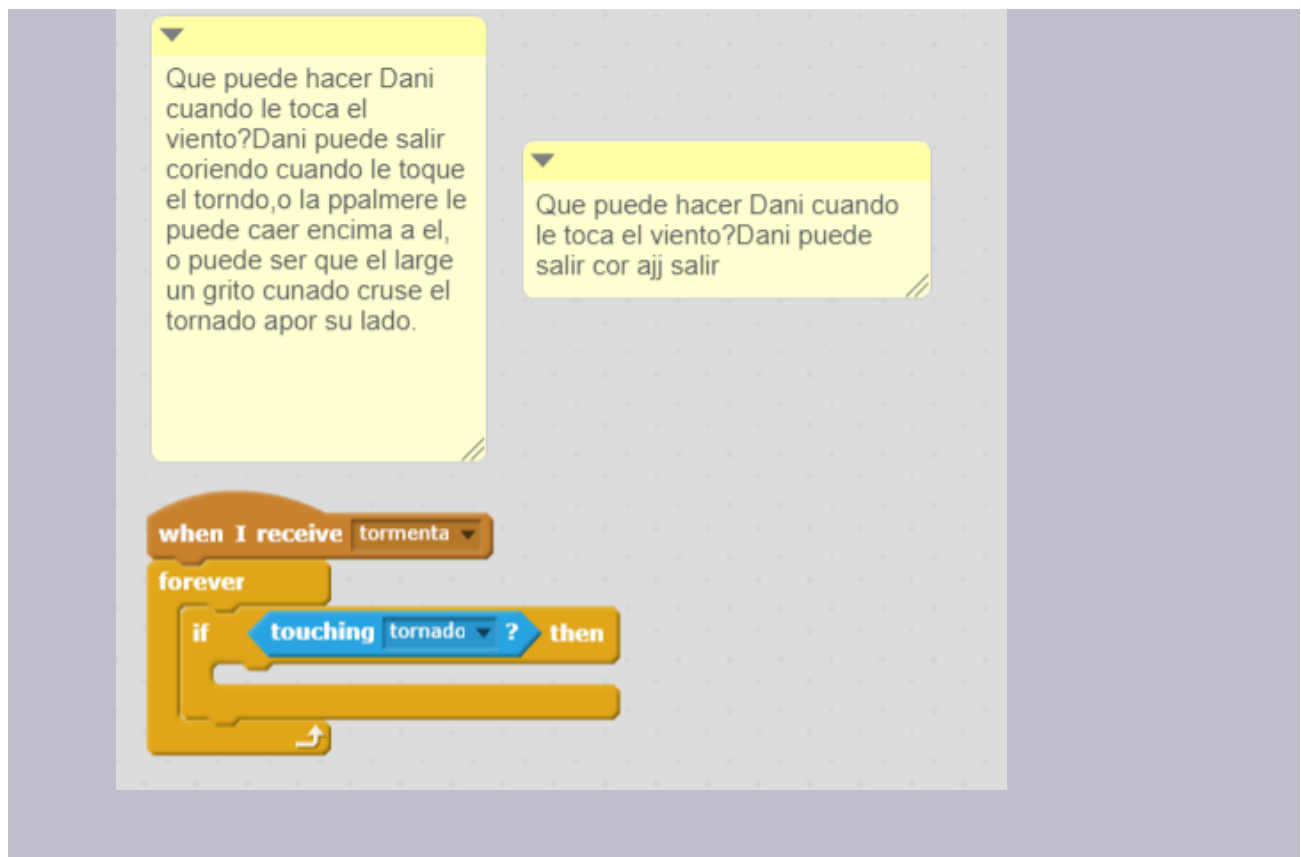 Que puede hacer Dani
cuando le toca el
viento?Dani puede salir
coriendo cuando le toque
el torndo,o la ppalmere le
puede caer encima a el,
o puede ser que el large
un grito cunado cruse el
tornado apor su lado.
Que puede hacer Dani cuando
le toca el viento?Dani puede
salir cor ajj salir
when I receive tormenta
forever
if touching tornado ? then